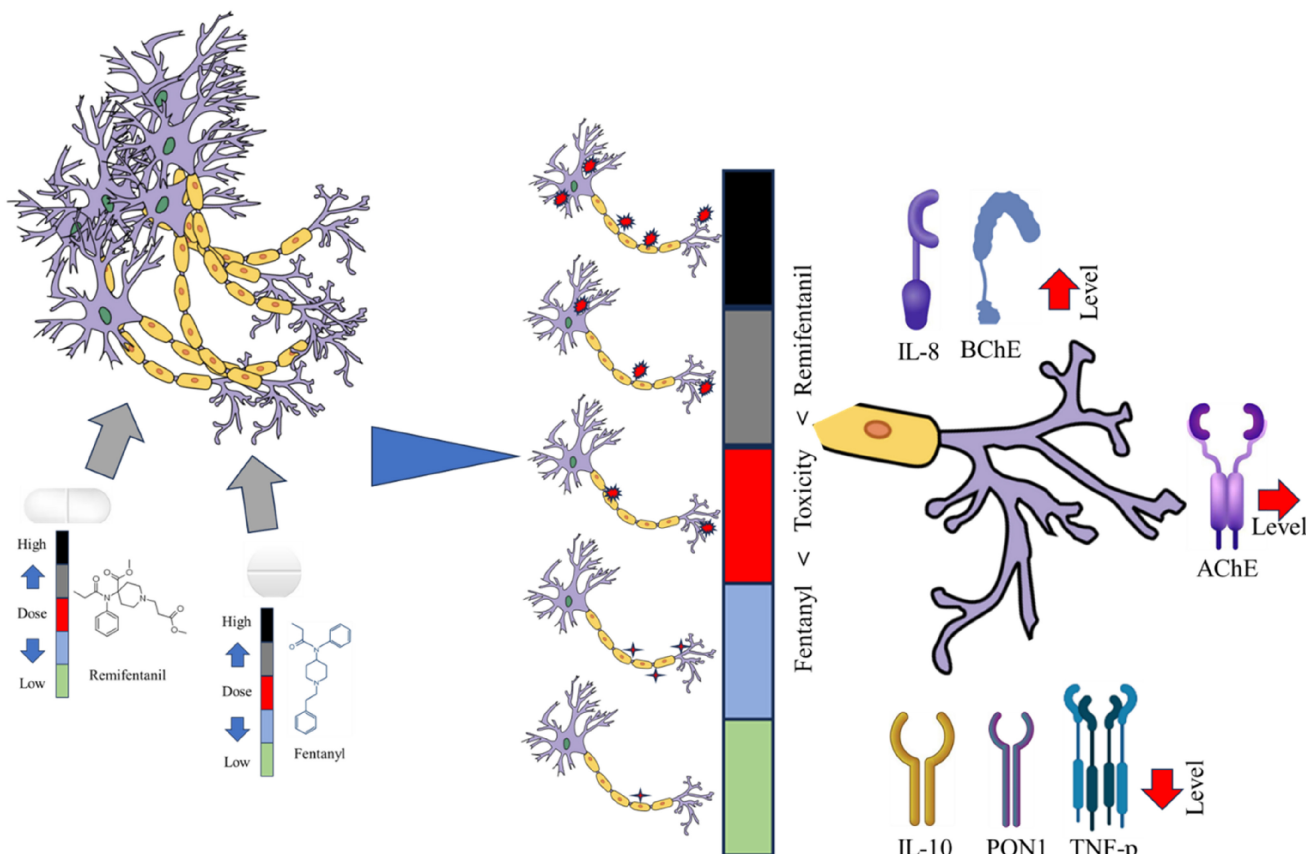 Remifentanil
<
Toxicity
<
Fentanyl
IL-8 BChE
Level
AChE
Level
IL-10 PON1 TNF-p
Level
High
Dose
Low
O
O
O
N
N
O
O
Remifentanil
High
Dose
Low
O
N
N
Fentanyl